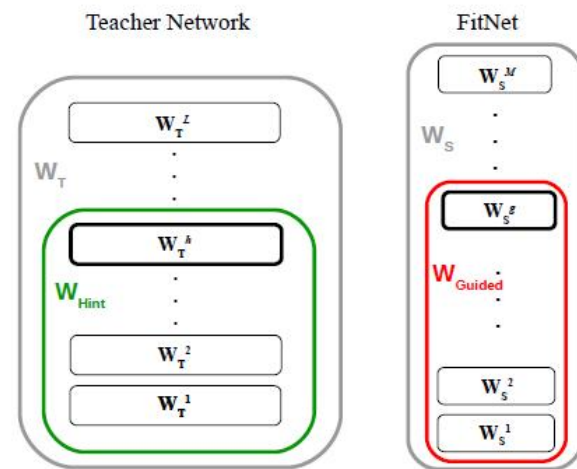 Teacher Network
W_T^L
W_T
W_T^h
W_Hint
W_T^2
W_T^1
FitNet
W_S^M
W_S
W_S^g
W_Guided
W_S^2
W_S^1